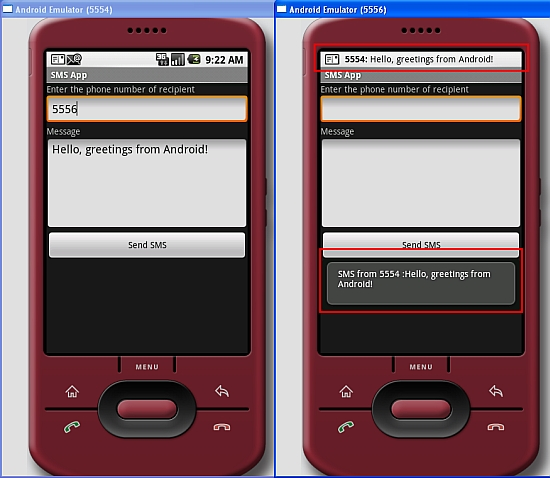 Android Emulator (5554)
3G
9:22 AM
SMS App
Enter the phone number of recipient
5556
Message
Hello, greetings from Android!
Send SMS
MENU
Android Emulator (5556)
5554: Hello, greetings from Android!
SMS App
Enter the phone number of recipient
Message
Send SMS
SMS from 5554 :Hello, greetings from
Android!
MENU